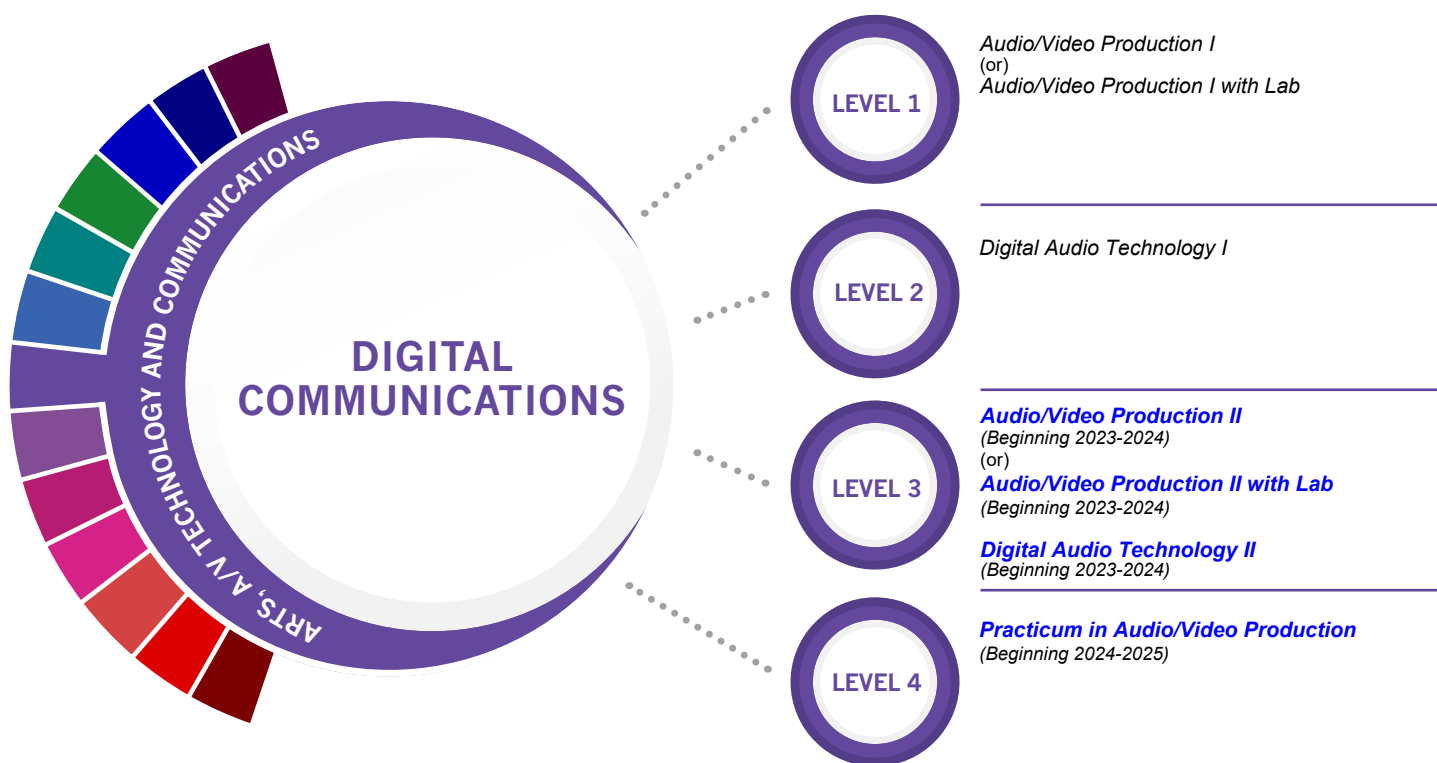 ARTS, A/V TECHNOLOGY AND COMMUNICATIONS
DIGITAL
COMMUNICATIONS
LEVEL 1
Audio/Video Production I
(or)
Audio/Video Production I with Lab
LEVEL 2
Digital Audio Technology I
LEVEL 3
Audio/Video Production II
(Beginning 2023-2024)
(or)
Audio/Video Production II with Lab
(Beginning 2023-2024)
Digital Audio Technology II
(Beginning 2023-2024)
LEVEL 4
Practicum in Audio/Video Production
(Beginning 2024-2025)